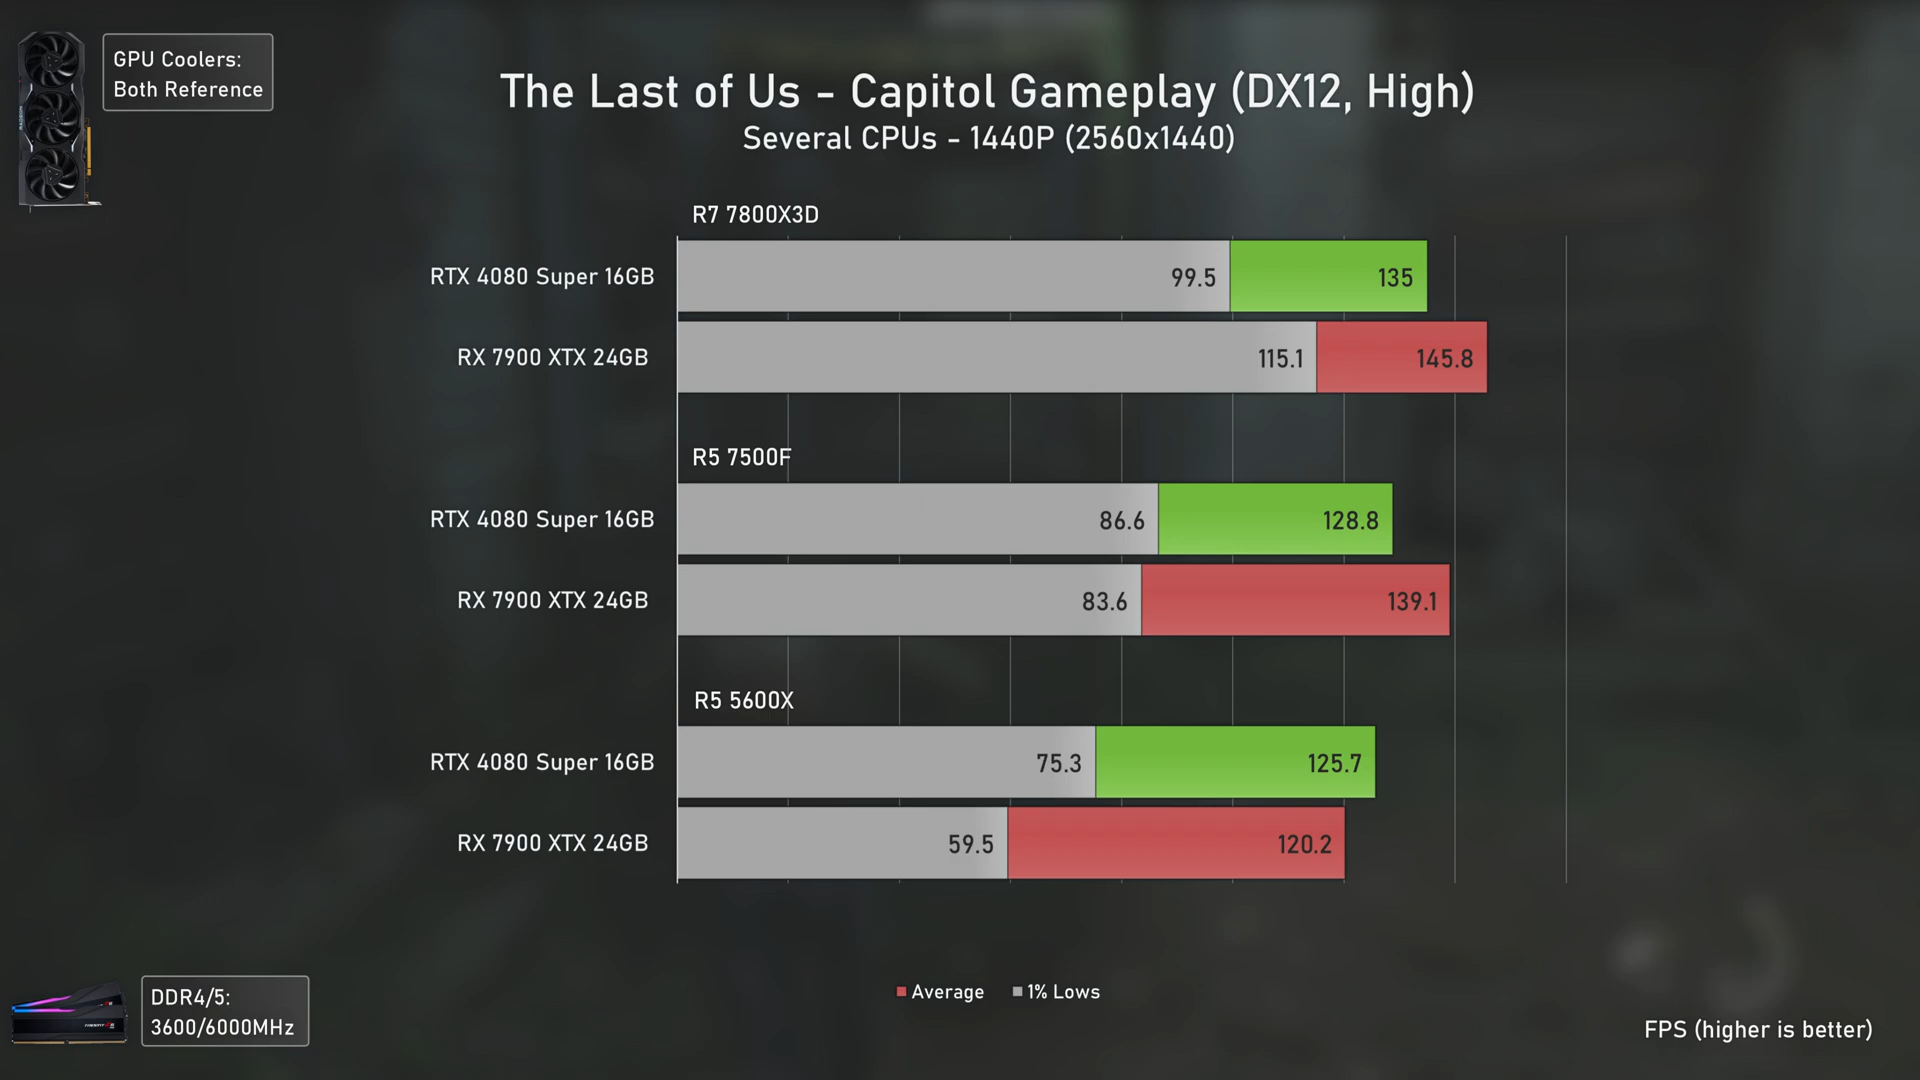 GPU Coolers:
Both Reference
The Last of Us - Capitol Gameplay (DX12, High)
Several CPUs - 1440P (2560x1440)
R7 7800X3D
RTX 4080 Super 16GB
99.5
135
RX 7900 XTX 24GB
115.1
145.8
R5 7500F
RTX 4080 Super 16GB
86.6
128.8
RX 7900 XTX 24GB
83.6
139.1
R5 5600X
RTX 4080 Super 16GB
75.3
125.7
RX 7900 XTX 24GB
59.5
120.2
DDR4/5:
3600/6000MHz
Average
1% Lows
FPS (higher is better)